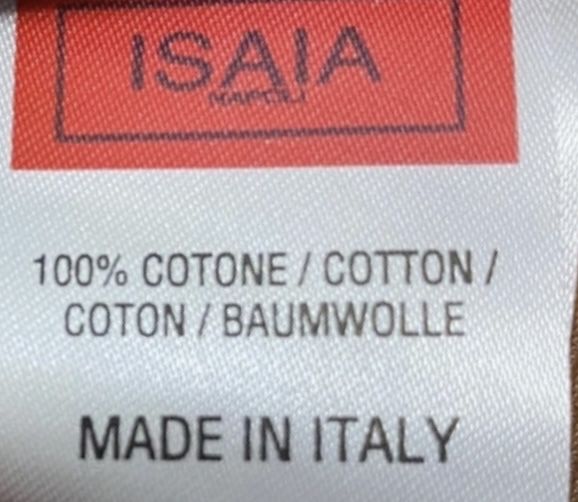 ISAIA
NAPOLI
100% COTONE / COTTON /
COTON / BAUMWOLLE
MADE IN ITALY